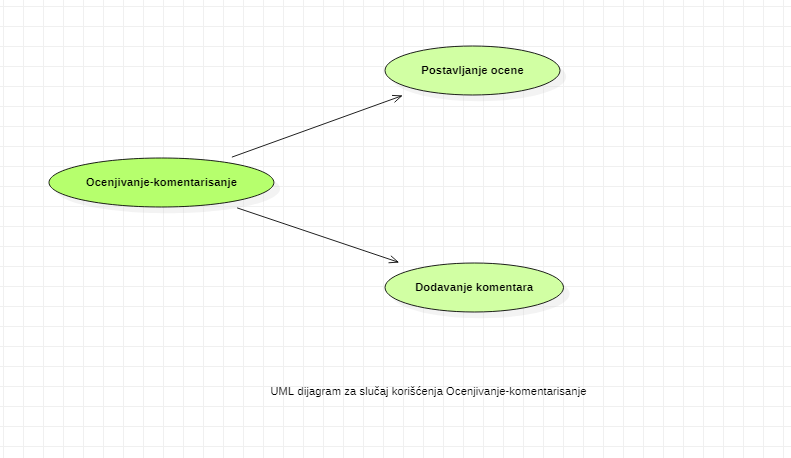 Postavljanje ocene
Ocenjivanje-komentarisanje
Dodavanje komentara
UML dijagram za slučaj korišćenja Ocenjivanje-komentarisanje